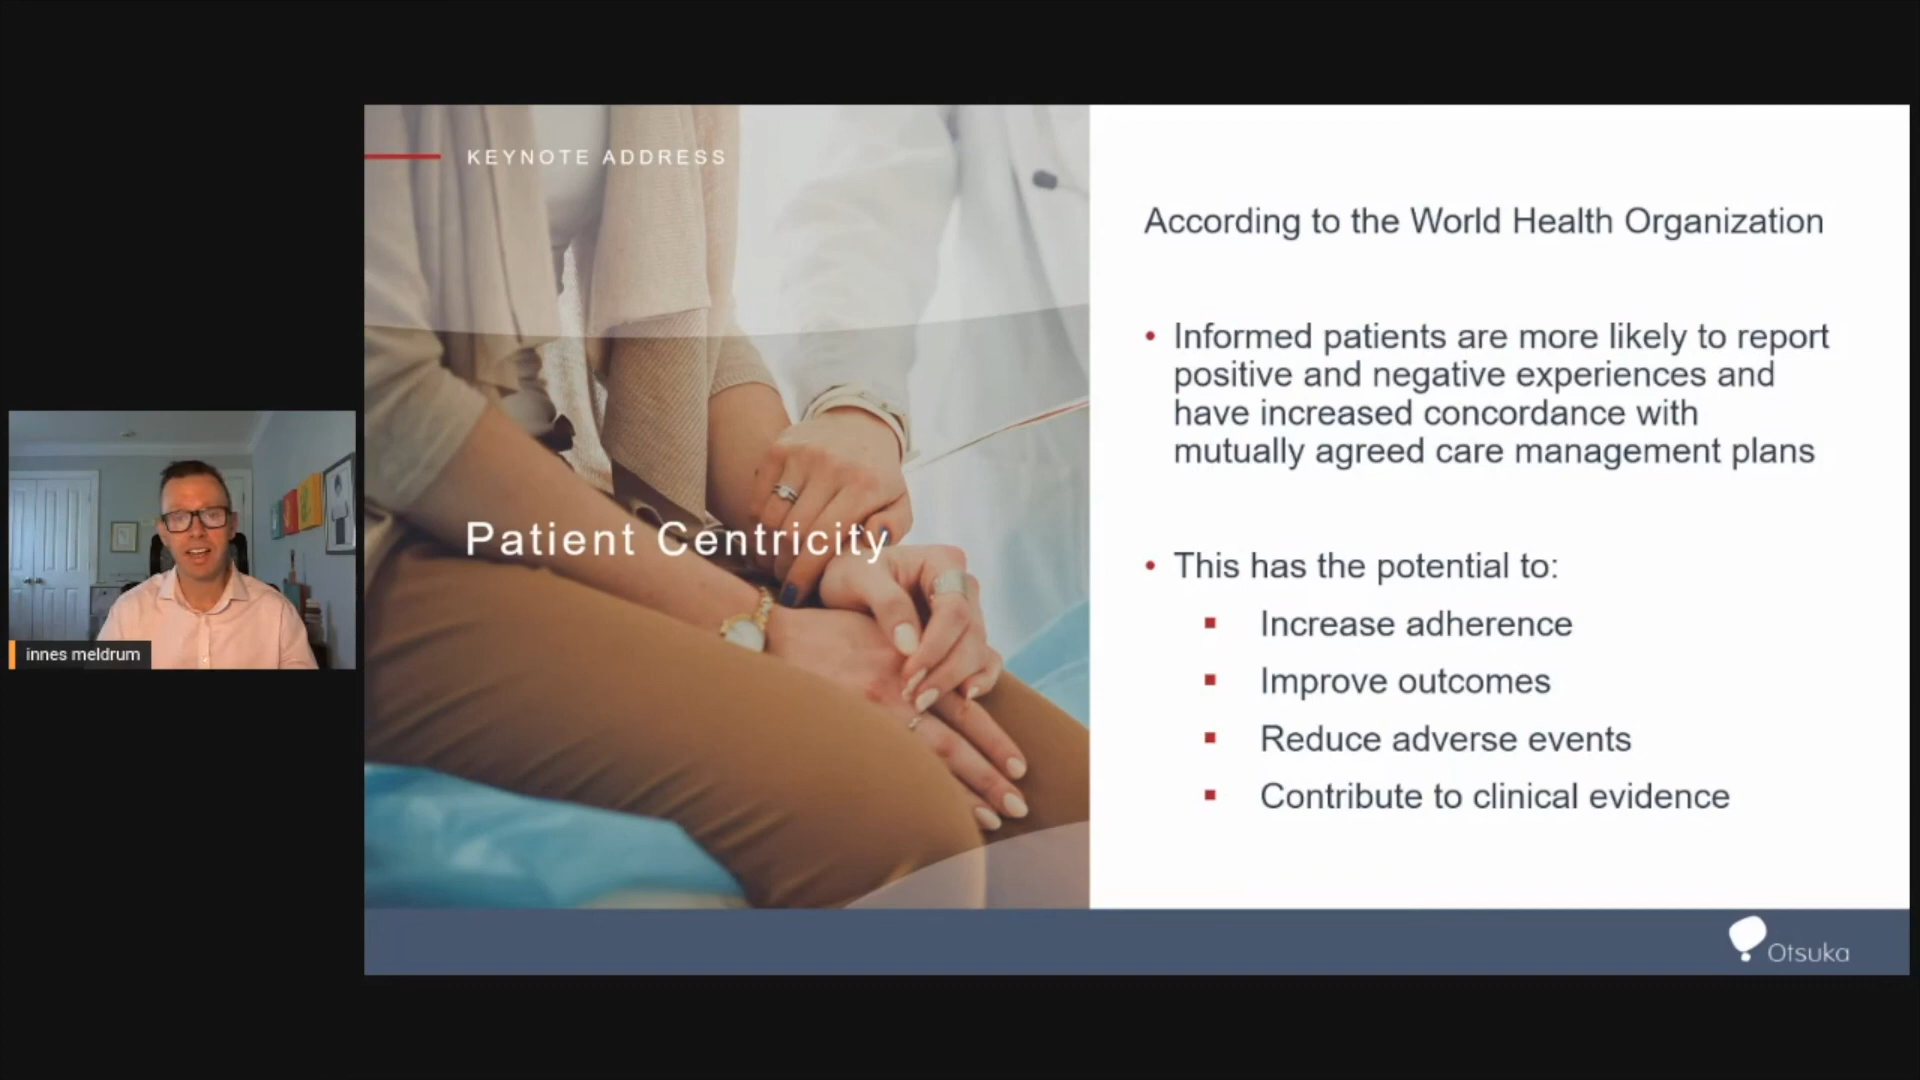 KEYNOTE ADDRESS
Patient Centricity
According to the World Health Organization
• Informed patients are more likely to report
positive and negative experiences and
have increased concordance with
mutually agreed care management plans
• This has the potential to:
▪ Increase adherence
▪ Improve outcomes
▪ Reduce adverse events
▪ Contribute to clinical evidence
Otsuka
innes meldrum